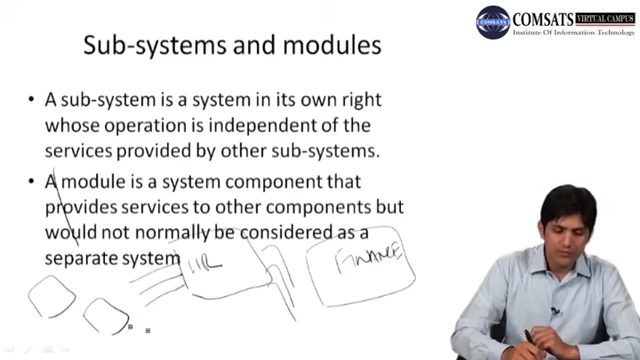 COMSATS VIRTUAL CAMPUS
Institute Of Information Technology
Sub-systems and modules
• A sub-system is a system in its own right
whose operation is independent of the
services provided by other sub-systems.
• A module is a system component that
provides services to other components but
would not normally be considered as a
separate system
HR
FINANCE